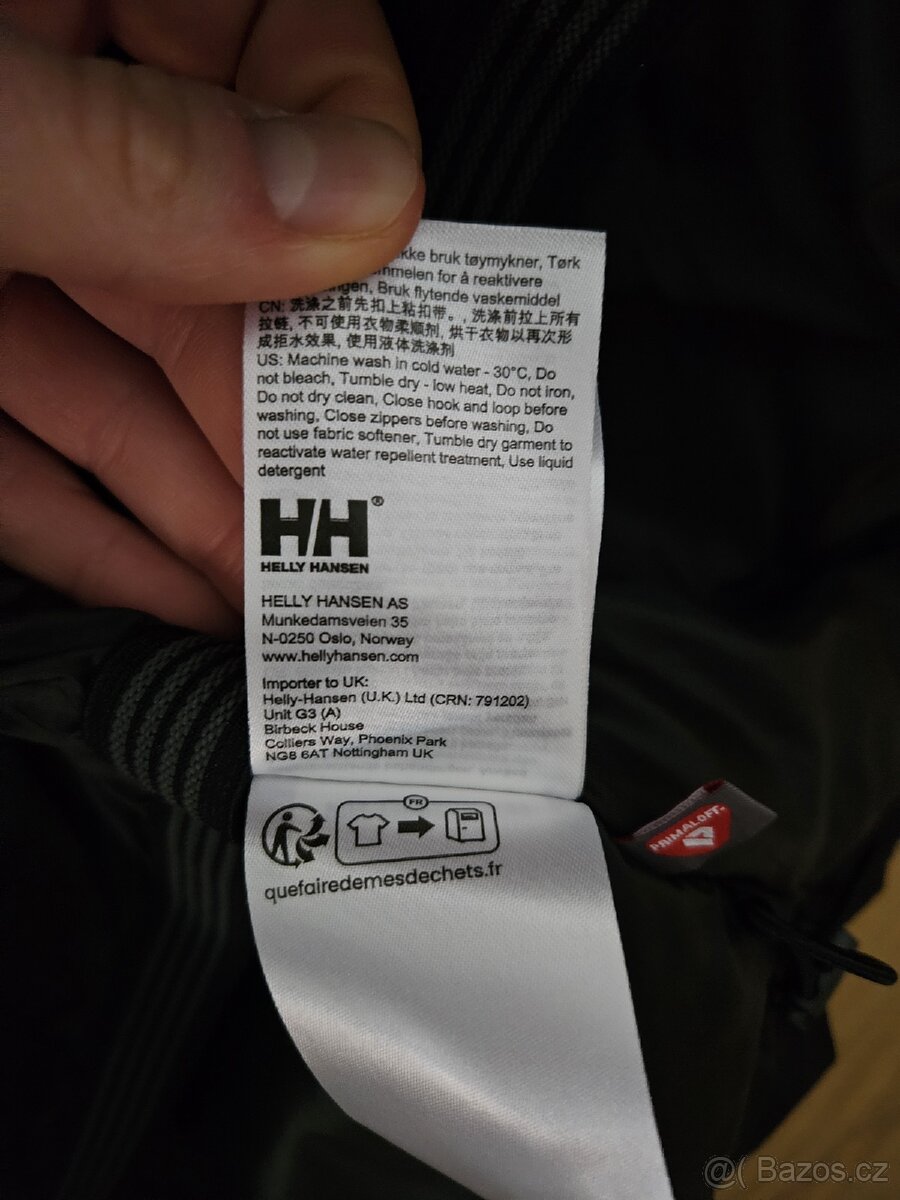 kke bruk tøymykner, Tørk
mmelen for å reaktivere
ngen, Bruk flytende vaskemiddel
CN: 洗涤之前先扣上粘扣带。, 洗涤前拉上所有
拉链, 不可使用衣物柔顺剂, 烘干衣物以再次形
成拒水效果, 使用液体洗涤剂
US: Machine wash in cold water - 30°C, Do
not bleach, Tumble dry - low heat, Do not iron,
Do not dry clean, Close hook and loop before
washing, Close zippers before washing, Do
not use fabric softener, Tumble dry garment to
reactivate water repellent treatment, Use liquid
detergent
HH®
HELLY HANSEN
HELLY HANSEN AS
Munkedamsveien 35
N-0250 Oslo, Norway
www.hellyhansen.com
Importer to UK:
Helly-Hansen (U.K.) Ltd (CRN: 791202)
Unit G3 (A)
Birbeck House
Colliers Way, Phoenix Park
NG8 6AT Nottingham UK
FR
quefairedemesdechets.fr
PRIMALOFT
@( Bazos.cz